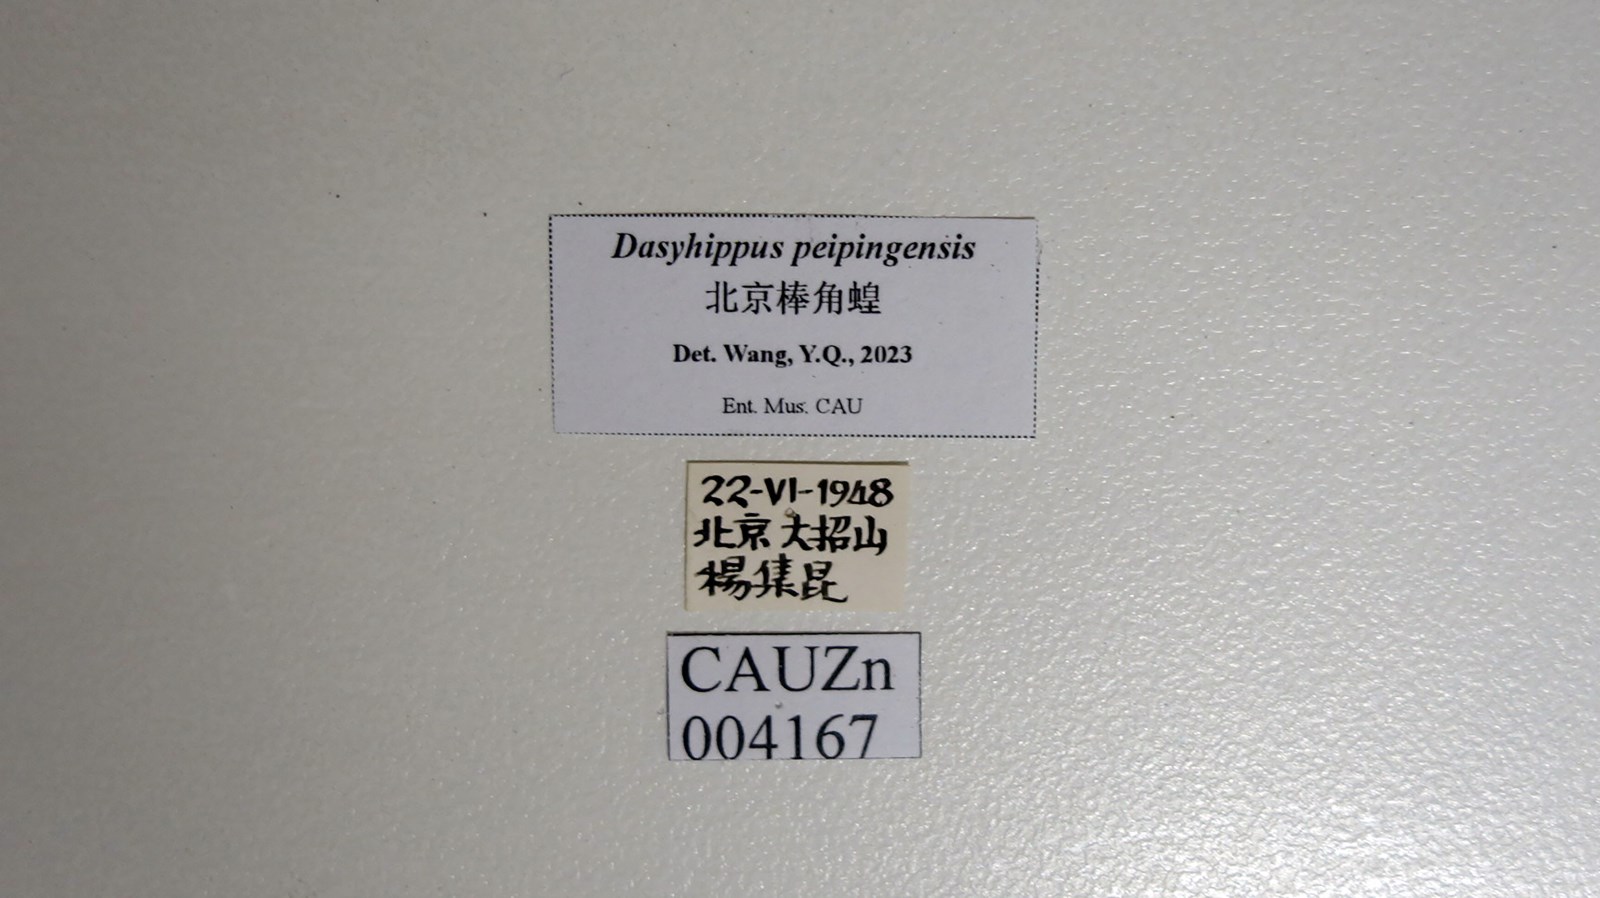 Dasyhippus peipingensis
北京棒角蝗
Det. Wang, Y.Q., 2023
Ent. Mus. CAU
22-VI-1948
北京 大招山
楊集昆
CAUZn
004167